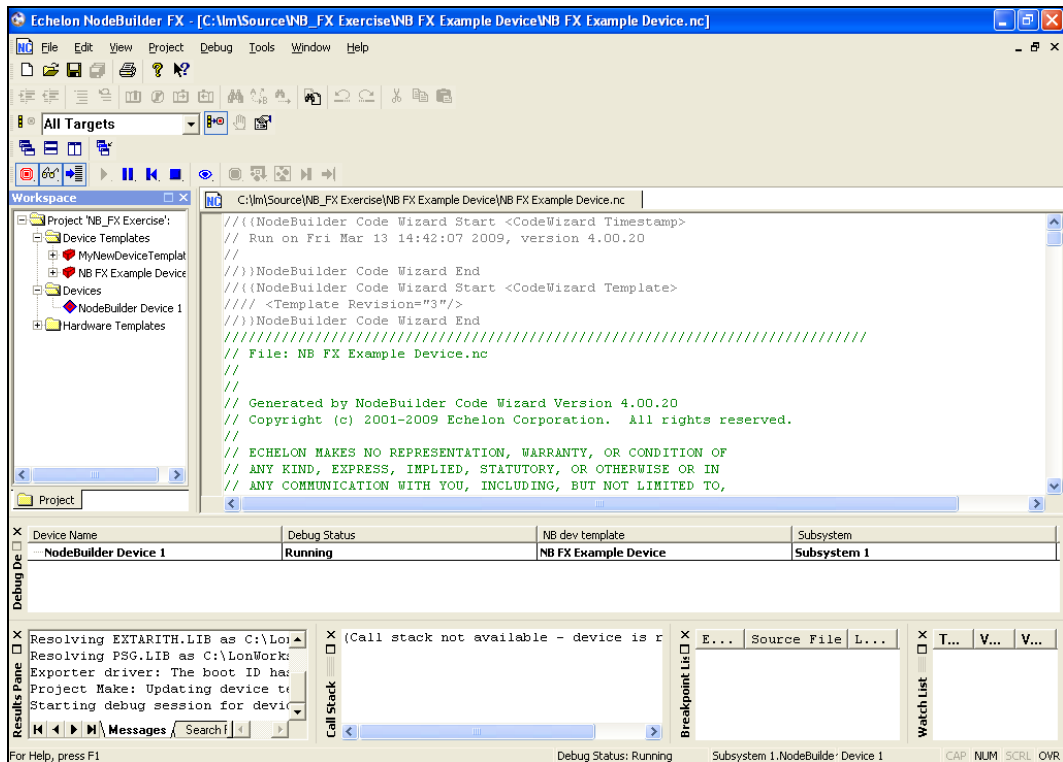 Echelon NodeBuilder FX - [C:\lm\Source\NB_FX Exercise\NB FX Example Device\NB FX Example Device.nc]
File Edit View Project Debug Tools Window Help
All Targets
Workspace
Project 'NB_FX Exercise':
Device Templates
MyNewDeviceTemplat
NB FX Example Device
Devices
NodeBuilder Device 1
Hardware Templates
Project
C:\lm\Source\NB_FX Exercise\NB FX Example Device\NB FX Example Device.nc
//{{NodeBuilder Code Wizard Start <CodeWizard Timestamp>
// Run on Fri Mar 13 14:42:07 2009, version 4.00.20
//
//}}NodeBuilder Code Wizard End
//{{NodeBuilder Code Wizard Start <CodeWizard Template>
//// <Template Revision="3"/>
//}}NodeBuilder Code Wizard End
///////////////////////////////////////////////////////////////////////////////
// File: NB FX Example Device.nc
//
//
// Generated by NodeBuilder Code Wizard Version 4.00.20
// Copyright (c) 2001-2009 Echelon Corporation.  All rights reserved.
//
// ECHELON MAKES NO REPRESENTATION, WARRANTY, OR CONDITION OF
// ANY KIND, EXPRESS, IMPLIED, STATUTORY, OR OTHERWISE OR IN
// ANY COMMUNICATION WITH YOU, INCLUDING, BUT NOT LIMITED TO,
Debug De
Device Name Debug Status NB dev template Subsystem
NodeBuilder Device 1 Running NB FX Example Device Subsystem 1
Results Pane
Resolving EXTARITH.LIB as C:\Lon
Resolving PSG.LIB as C:\LonWorks
Exporter driver: The boot ID has
Project Make: Updating device te
Starting debug session for devic
Messages Search F
Call Stack
(Call stack not available - device is r
Breakpoint Lis
E... Source File L...
Watch List
T... V... V...
For Help, press F1 Debug Status: Running Subsystem 1.NodeBuilder Device 1 CAP NUM SCRL OVR